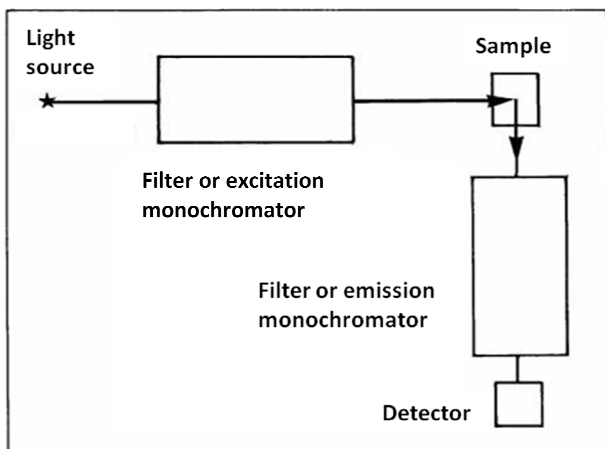 Light
source
Sample
Filter or excitation
monochromator
Filter or emission
monochromator
Detector